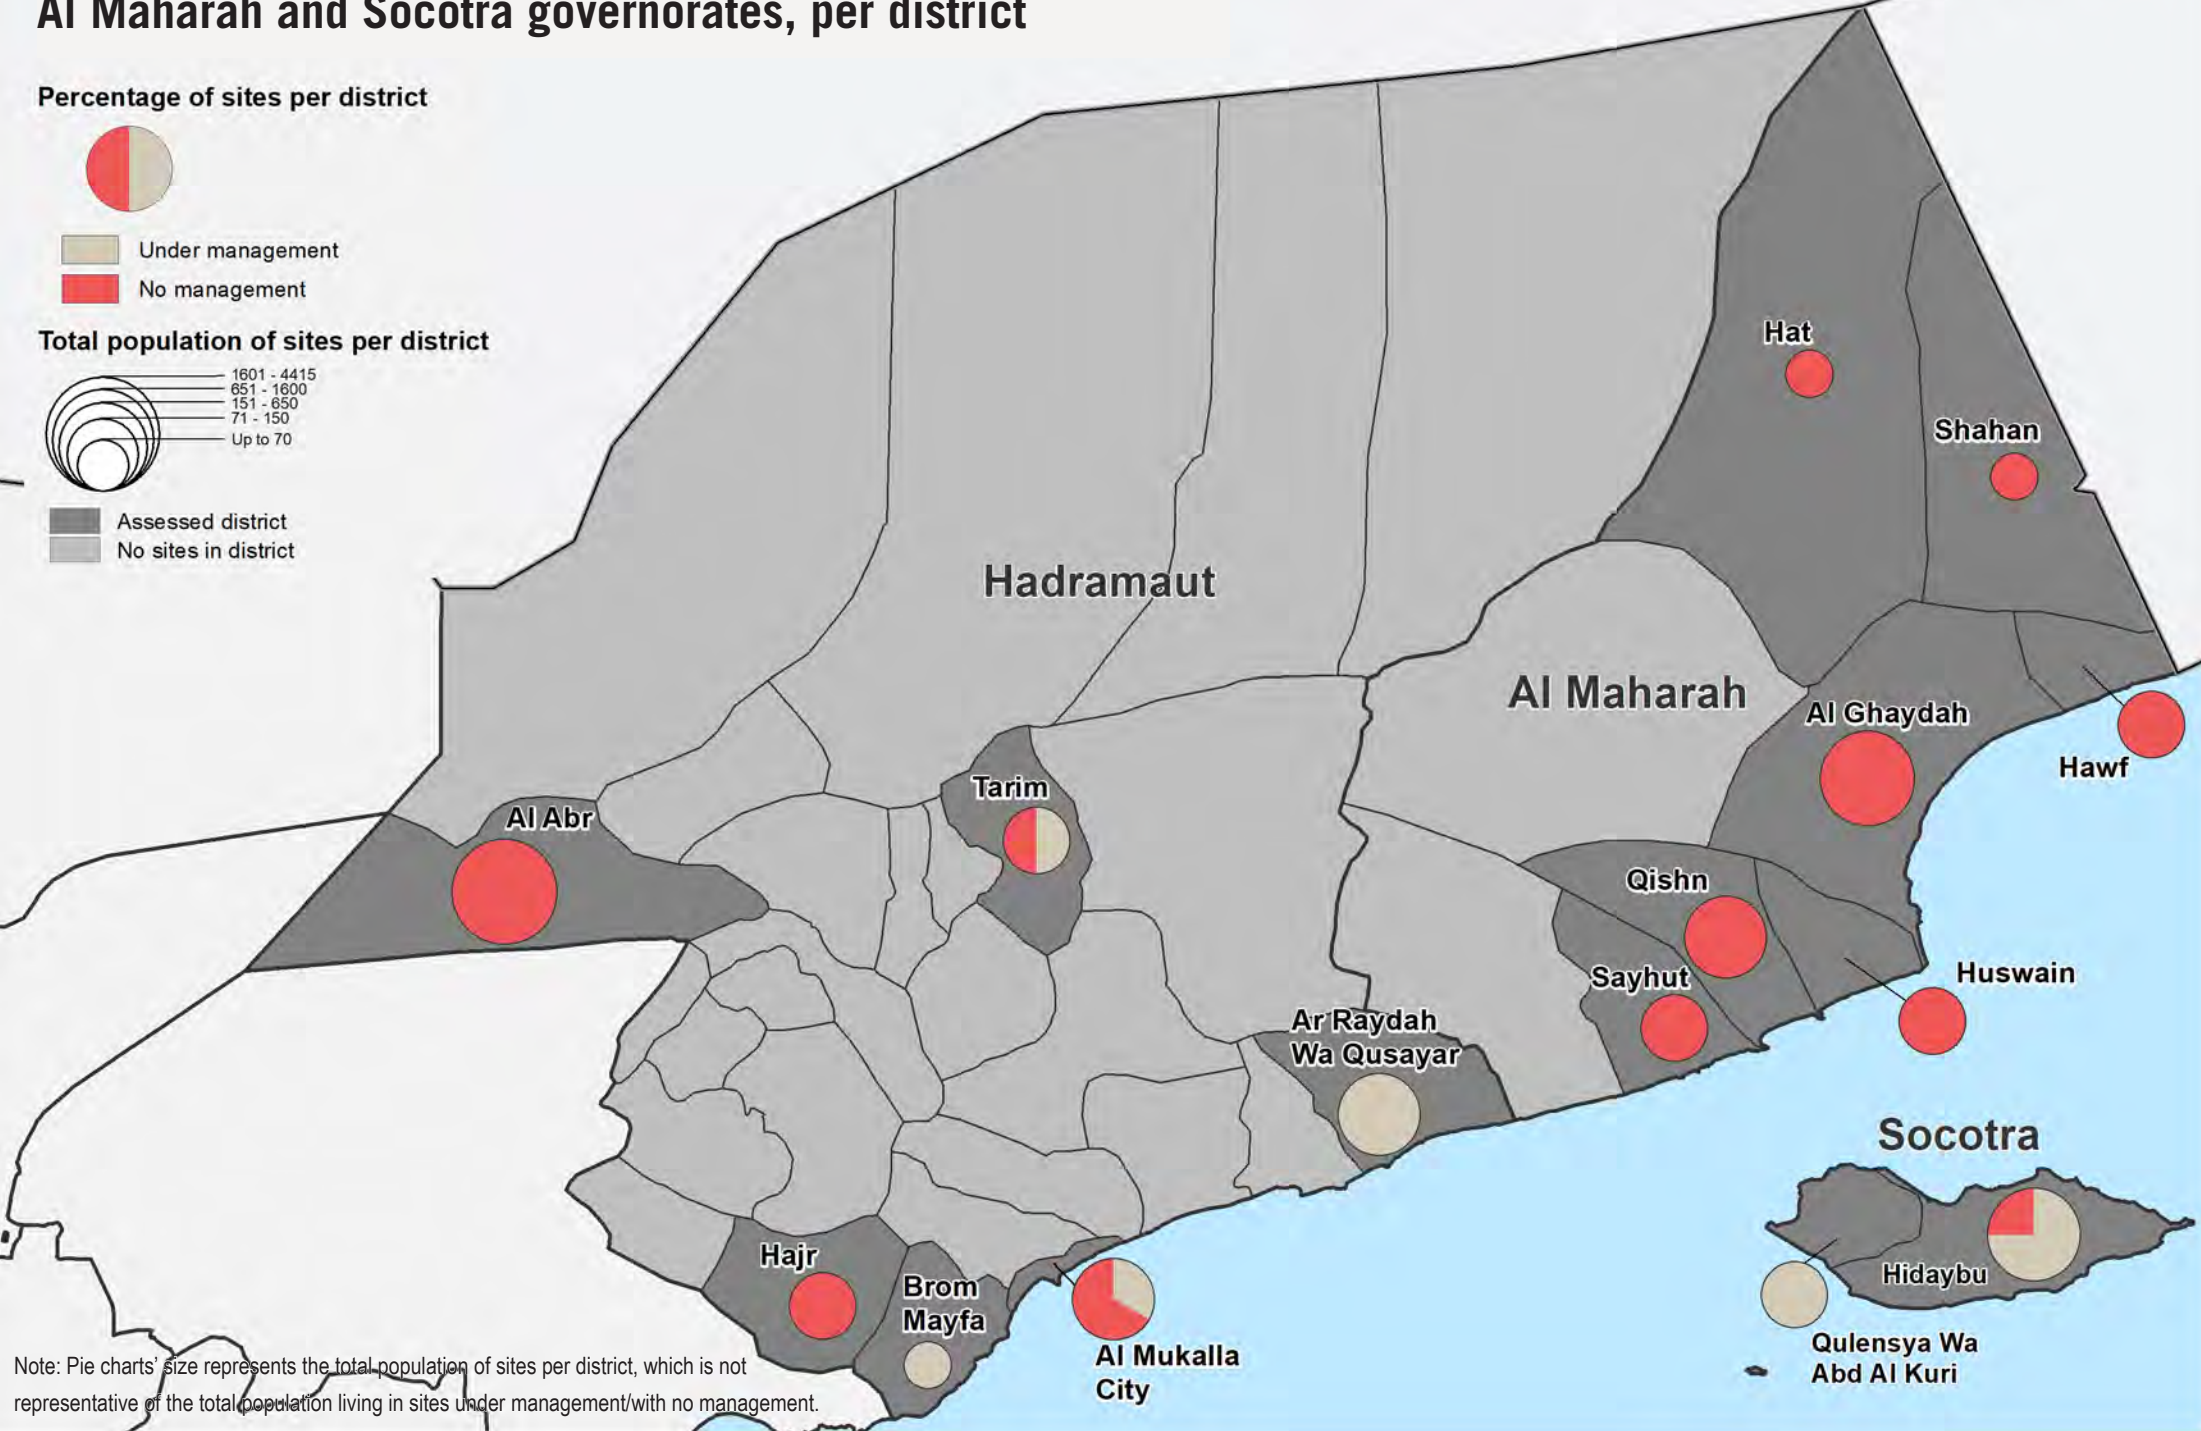 Al Maharah and Socotra governorates, per district
Percentage of sites per district
Under management
No management
Total population of sites per district
1601 - 4415
651 - 1600
151 - 650
71 - 150
Up to 70
Assessed district
No sites in district
Hat
Shahan
Hadramaut
Al Maharah
Al Ghaydah
Hawf
Tarim
Al Abr
Qishn
Sayhut
Huswain
Ar Raydah
Wa Qusayar
Socotra
Hidaybu
Hajr
Brom
Mayfa
Al Mukalla
City
Qulensya Wa
Abd Al Kuri
Note: Pie charts’ size represents the total population of sites per district, which is not
representative of the total population living in sites under management/with no management.